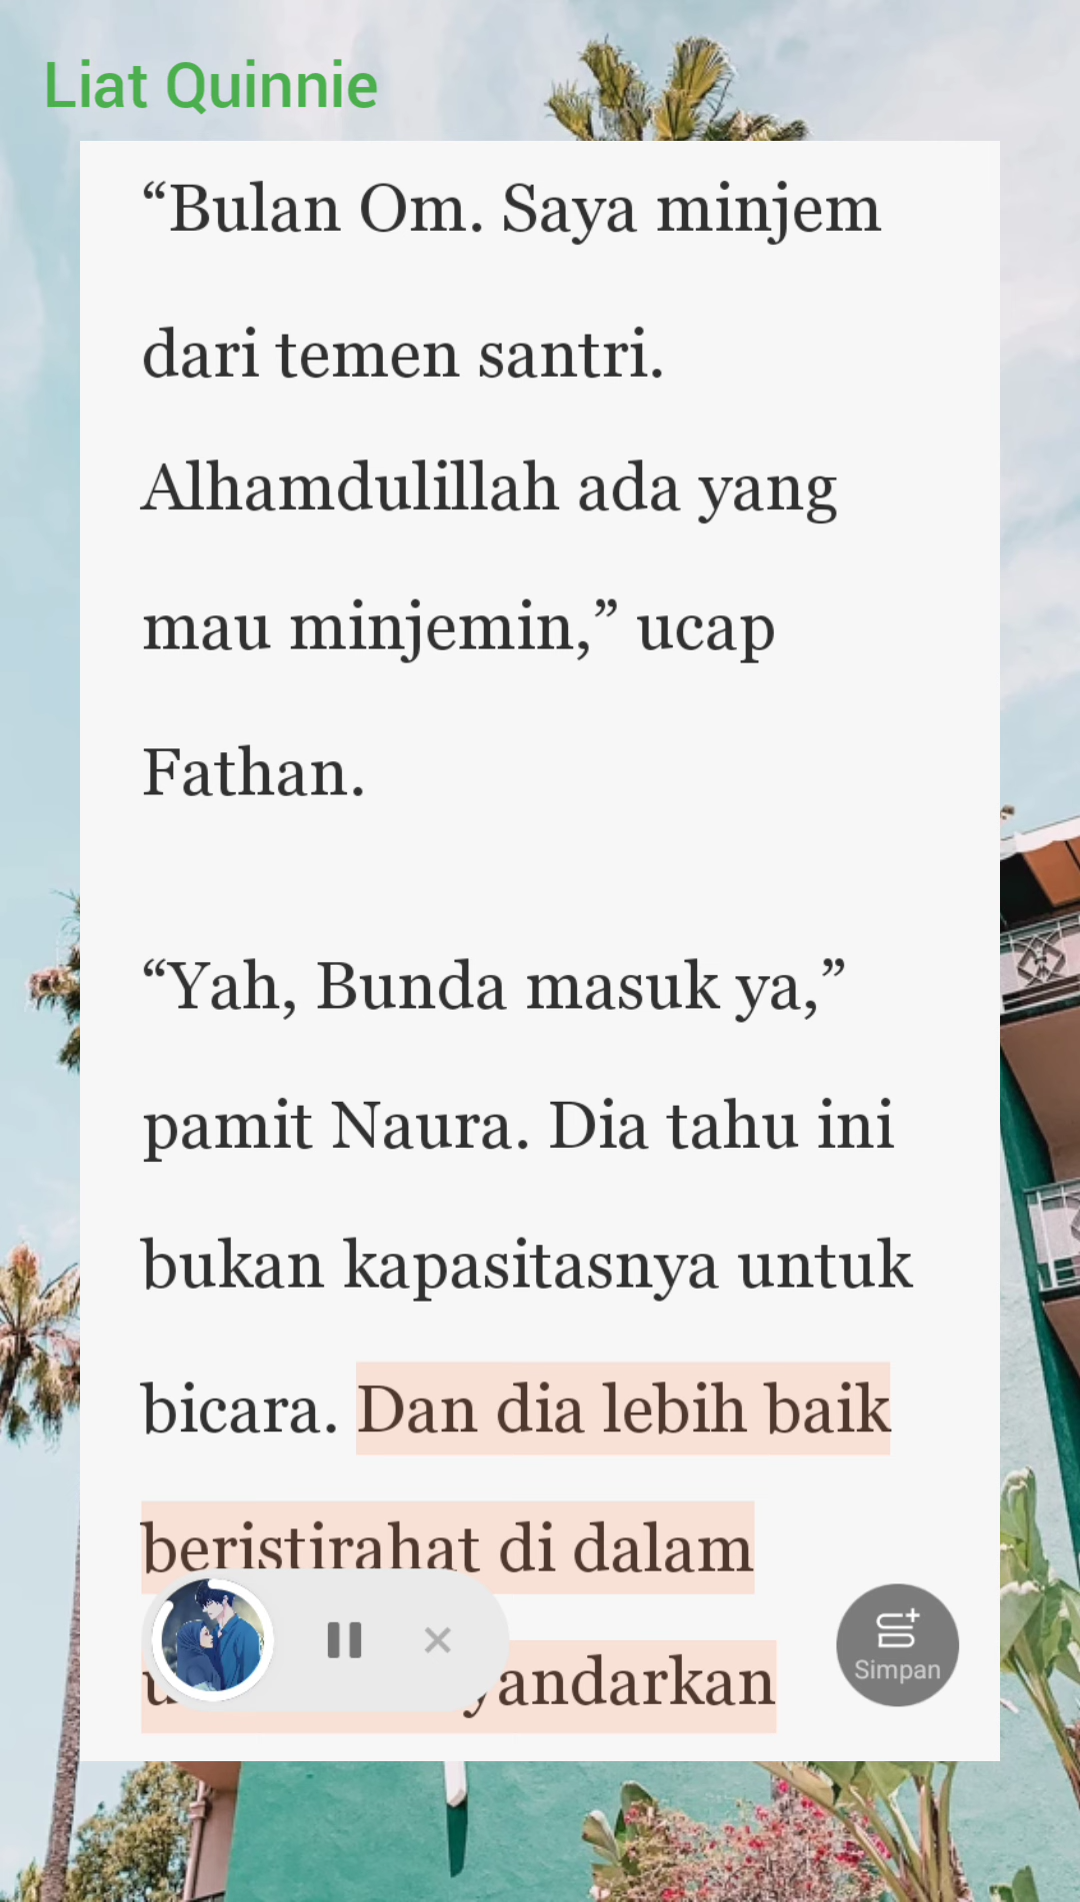 Liat Quinnie
“Bulan Om. Saya minjem
dari temen santri.
Alhamdulillah ada yang
mau minjemin,” ucap
Fathan.
“Yah, Bunda masuk ya,”
pamit Naura. Dia tahu ini
bukan kapasitasnya untuk
bicara. Dan dia lebih baik
beristirahat di dalam
yandarkan
Simpan